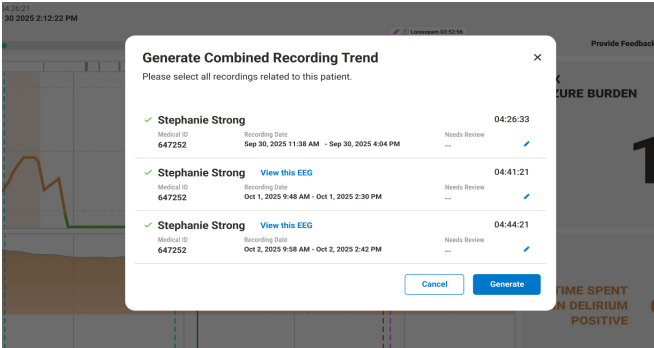 04:26:21
30 2025 2:12:22 PM
Lorazepam 03:52:56
Provide Feedback
Generate Combined Recording Trend
Please select all recordings related to this patient.
Stephanie Strong 04:26:33
Medical ID Recording Date Needs Review
647252 Sep 30, 2025 11:38 AM - Sep 30, 2025 4:04 PM ---
Stephanie Strong View this EEG 04:41:21
Medical ID Recording Date Needs Review
647252 Oct 1, 2025 9:48 AM - Oct 1, 2025 2:30 PM ---
Stephanie Strong View this EEG 04:44:21
Medical ID Recording Date Needs Review
647252 Oct 2, 2025 9:58 AM - Oct 2, 2025 2:42 PM ---
Cancel Generate
ZURE BURDEN
1
TIME SPENT
N DELIRIUM
POSITIVE